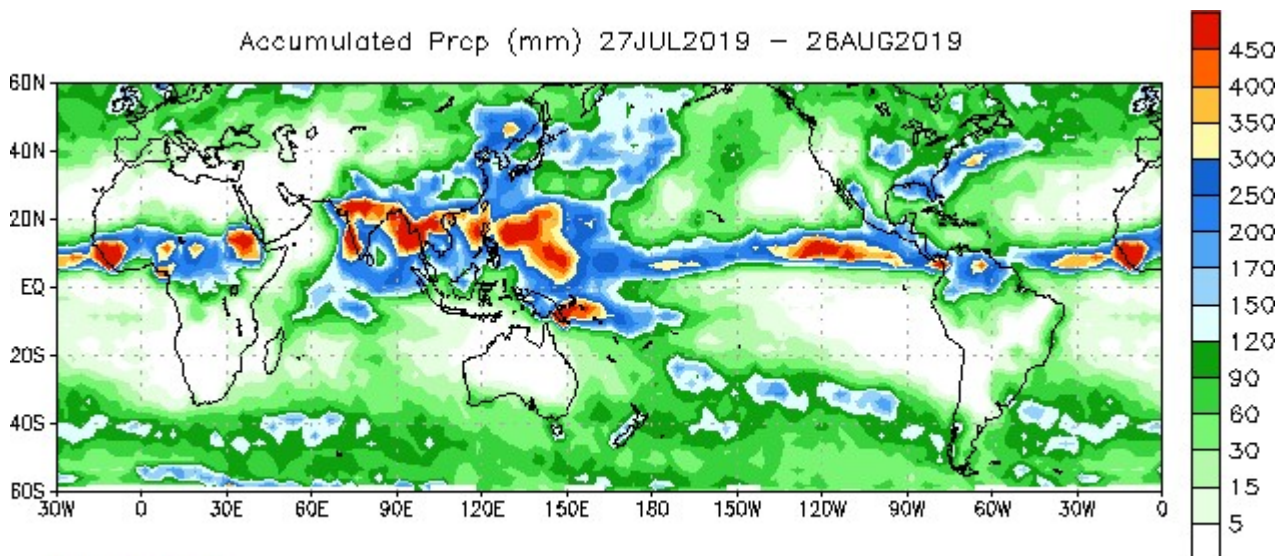 Accumulated Prcp (mm) 27JUL2019 – 26AUG2019
60N
40N
20N
EQ
20S
40S
60S
30W 0 30E 60E 90E 120E 150E 180 150W 120W 90W 60W 30W 0
450
400
350
300
250
200
170
150
120
90
60
30
15
5